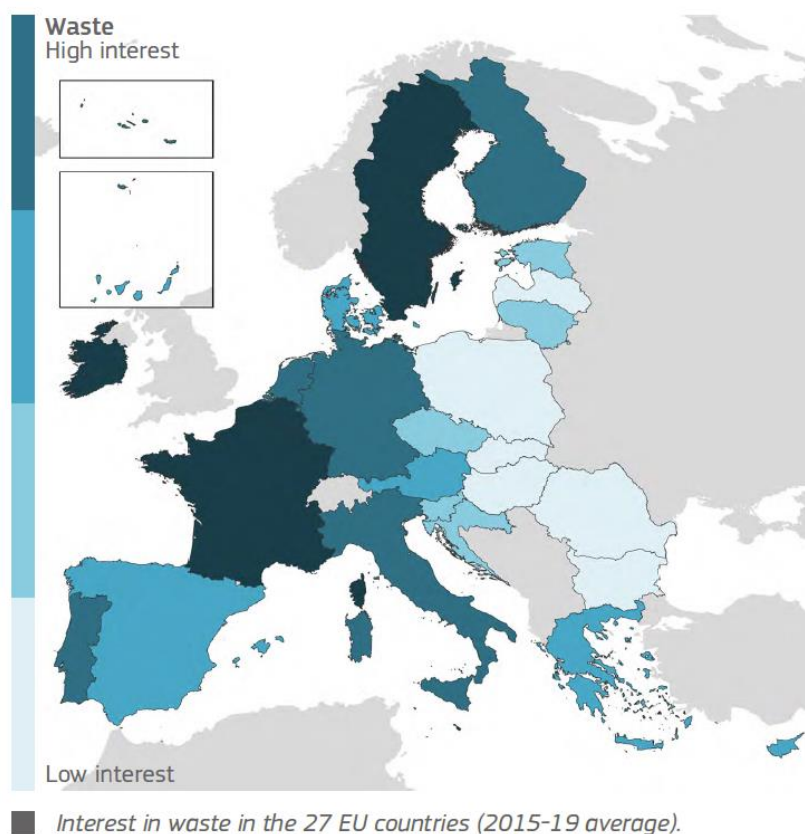 Waste
High interest
Low interest
Interest in waste in the 27 EU countries (2015-19 average).